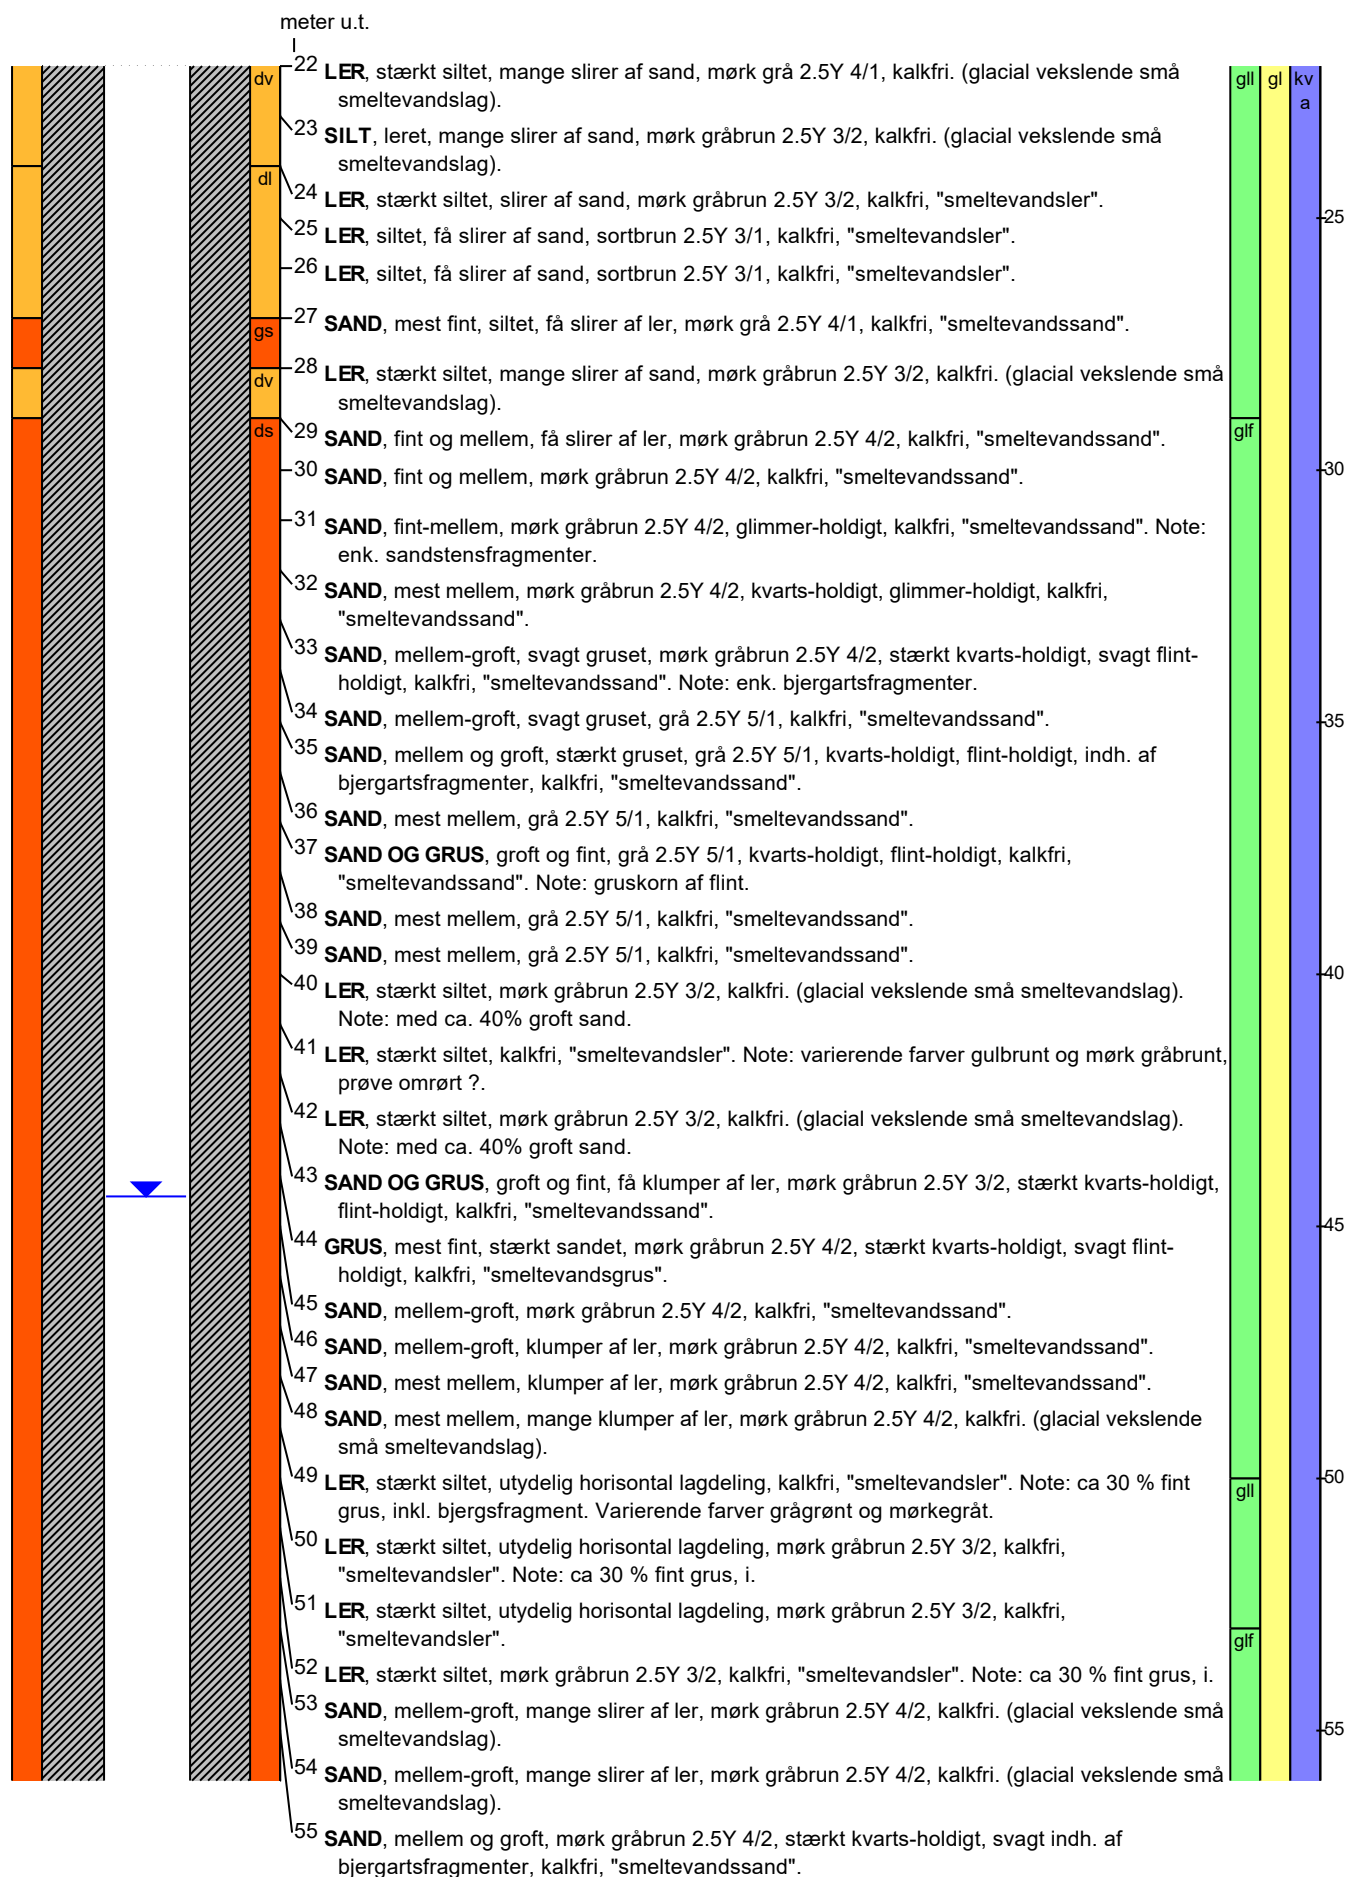 meter u.t.
dv
22 LER, stærkt siltet, mange slirer af sand, mørk grå 2.5Y 4/1, kalkfri. (glacial vekslende små
smeltevandslag).
gll gl kv
a
23 SILT, leret, mange slirer af sand, mørk gråbrun 2.5Y 3/2, kalkfri. (glacial vekslende små
smeltevandslag).
dl
24 LER, stærkt siltet, slirer af sand, mørk gråbrun 2.5Y 3/2, kalkfri, "smeltevandsler".
25
25 LER, siltet, få slirer af sand, sortbrun 2.5Y 3/1, kalkfri, "smeltevandsler".
26 LER, siltet, få slirer af sand, sortbrun 2.5Y 3/1, kalkfri, "smeltevandsler".
gs
27 SAND, mest fint, siltet, få slirer af ler, mørk grå 2.5Y 4/1, kalkfri, "smeltevandssand".
dv
28 LER, stærkt siltet, mange slirer af sand, mørk gråbrun 2.5Y 3/2, kalkfri. (glacial vekslende små
smeltevandslag).
ds
29 SAND, fint og mellem, få slirer af ler, mørk gråbrun 2.5Y 4/2, kalkfri, "smeltevandssand".
glf
30 SAND, fint og mellem, mørk gråbrun 2.5Y 4/2, kalkfri, "smeltevandssand".
30
31 SAND, fint-mellem, mørk gråbrun 2.5Y 4/2, glimmer-holdigt, kalkfri, "smeltevandssand". Note:
enk. sandstensfragmenter.
32 SAND, mest mellem, mørk gråbrun 2.5Y 4/2, kvarts-holdigt, glimmer-holdigt, kalkfri,
"smeltevandssand".
33 SAND, mellem-groft, svagt gruset, mørk gråbrun 2.5Y 4/2, stærkt kvarts-holdigt, svagt flint-
holdigt, kalkfri, "smeltevandssand". Note: enk. bjergartsfragmenter.
34 SAND, mellem-groft, svagt gruset, grå 2.5Y 5/1, kalkfri, "smeltevandssand".
35
35 SAND, mellem og groft, stærkt gruset, grå 2.5Y 5/1, kvarts-holdigt, flint-holdigt, indh. af
bjergartsfragmenter, kalkfri, "smeltevandssand".
36 SAND, mest mellem, grå 2.5Y 5/1, kalkfri, "smeltevandssand".
37 SAND OG GRUS, groft og fint, grå 2.5Y 5/1, kvarts-holdigt, flint-holdigt, kalkfri,
"smeltevandssand". Note: gruskorn af flint.
38 SAND, mest mellem, grå 2.5Y 5/1, kalkfri, "smeltevandssand".
39 SAND, mest mellem, grå 2.5Y 5/1, kalkfri, "smeltevandssand".
40
40 LER, stærkt siltet, mørk gråbrun 2.5Y 3/2, kalkfri. (glacial vekslende små smeltevandslag).
Note: med ca. 40% groft sand.
41 LER, stærkt siltet, kalkfri, "smeltevandsler". Note: varierende farver gulbrunt og mørk gråbrunt,
prøve omrørt ?.
42 LER, stærkt siltet, mørk gråbrun 2.5Y 3/2, kalkfri. (glacial vekslende små smeltevandslag).
Note: med ca. 40% groft sand.
43 SAND OG GRUS, groft og fint, få klumper af ler, mørk gråbrun 2.5Y 3/2, stærkt kvarts-holdigt,
flint-holdigt, kalkfri, "smeltevandssand".
45
44 GRUS, mest fint, stærkt sandet, mørk gråbrun 2.5Y 4/2, stærkt kvarts-holdigt, svagt flint-
holdigt, kalkfri, "smeltevandsgrus".
45 SAND, mellem-groft, mørk gråbrun 2.5Y 4/2, kalkfri, "smeltevandssand".
46 SAND, mellem-groft, klumper af ler, mørk gråbrun 2.5Y 4/2, kalkfri, "smeltevandssand".
47 SAND, mest mellem, klumper af ler, mørk gråbrun 2.5Y 4/2, kalkfri, "smeltevandssand".
48 SAND, mest mellem, mange klumper af ler, mørk gråbrun 2.5Y 4/2, kalkfri. (glacial vekslende
små smeltevandslag).
49 LER, stærkt siltet, utydelig horisontal lagdeling, kalkfri, "smeltevandsler". Note: ca 30 % fint
grus, inkl. bjergsfragment. Varierende farver grågrønt og mørkegråt.
50
gll
50 LER, stærkt siltet, utydelig horisontal lagdeling, mørk gråbrun 2.5Y 3/2, kalkfri,
"smeltevandsler". Note: ca 30 % fint grus, i.
51 LER, stærkt siltet, utydelig horisontal lagdeling, mørk gråbrun 2.5Y 3/2, kalkfri,
"smeltevandsler".
glf
52 LER, stærkt siltet, mørk gråbrun 2.5Y 3/2, kalkfri, "smeltevandsler". Note: ca 30 % fint grus, i.
53 SAND, mellem-groft, mange slirer af ler, mørk gråbrun 2.5Y 4/2, kalkfri. (glacial vekslende små
smeltevandslag).
55
54 SAND, mellem-groft, mange slirer af ler, mørk gråbrun 2.5Y 4/2, kalkfri. (glacial vekslende små
smeltevandslag).
55 SAND, mellem og groft, mørk gråbrun 2.5Y 4/2, stærkt kvarts-holdigt, svagt indh. af
bjergartsfragmenter, kalkfri, "smeltevandssand".